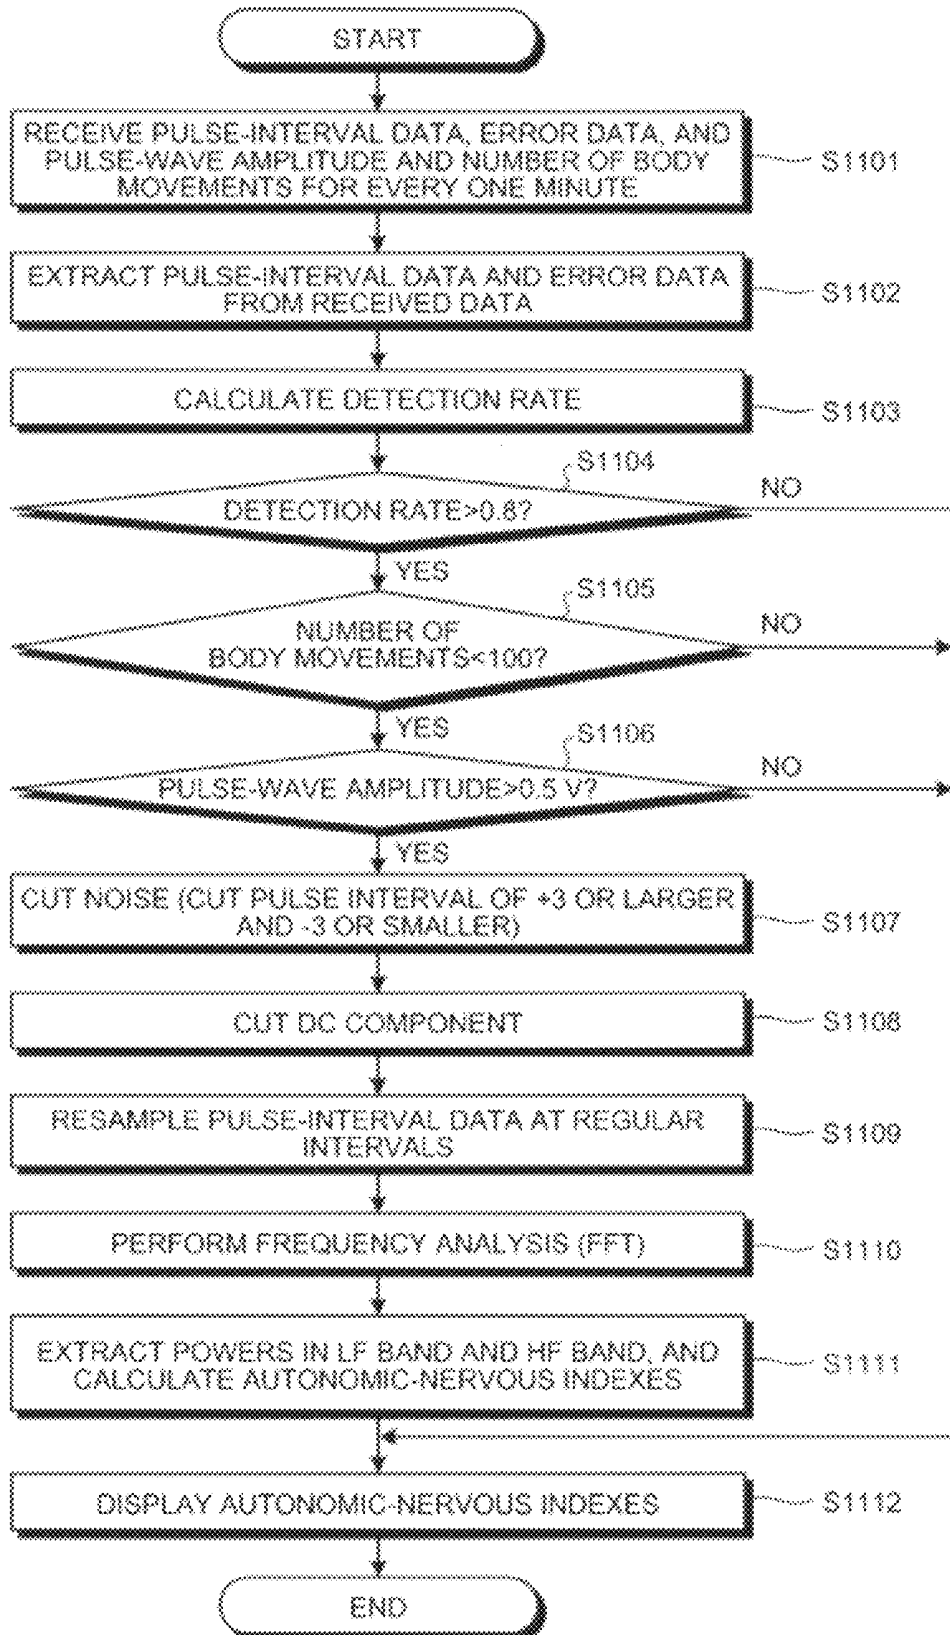 START
RECEIVE PULSE-INTERVAL DATA, ERROR DATA, AND
PULSE-WAVE AMPLITUDE AND NUMBER OF BODY
MOVEMENTS FOR EVERY ONE MINUTE
S1101
EXTRACT PULSE-INTERVAL DATA AND ERROR DATA
FROM RECEIVED DATA
S1102
CALCULATE DETECTION RATE
S1103
S1104
DETECTION RATE>0.8?
NO
YES
S1105
NUMBER OF
BODY MOVEMENTS<100?
NO
YES
S1106
PULSE-WAVE AMPLITUDE>0.5 V?
NO
YES
CUT NOISE (CUT PULSE INTERVAL OF +3 OR LARGER
AND -3 OR SMALLER)
S1107
CUT DC COMPONENT
S1108
RESAMPLE PULSE-INTERVAL DATA AT REGULAR
INTERVALS
S1109
PERFORM FREQUENCY ANALYSIS (FFT)
S1110
EXTRACT POWERS IN LF BAND AND HF BAND, AND
CALCULATE AUTONOMIC-NERVOUS INDEXES
S1111
DISPLAY AUTONOMIC-NERVOUS INDEXES
S1112
END